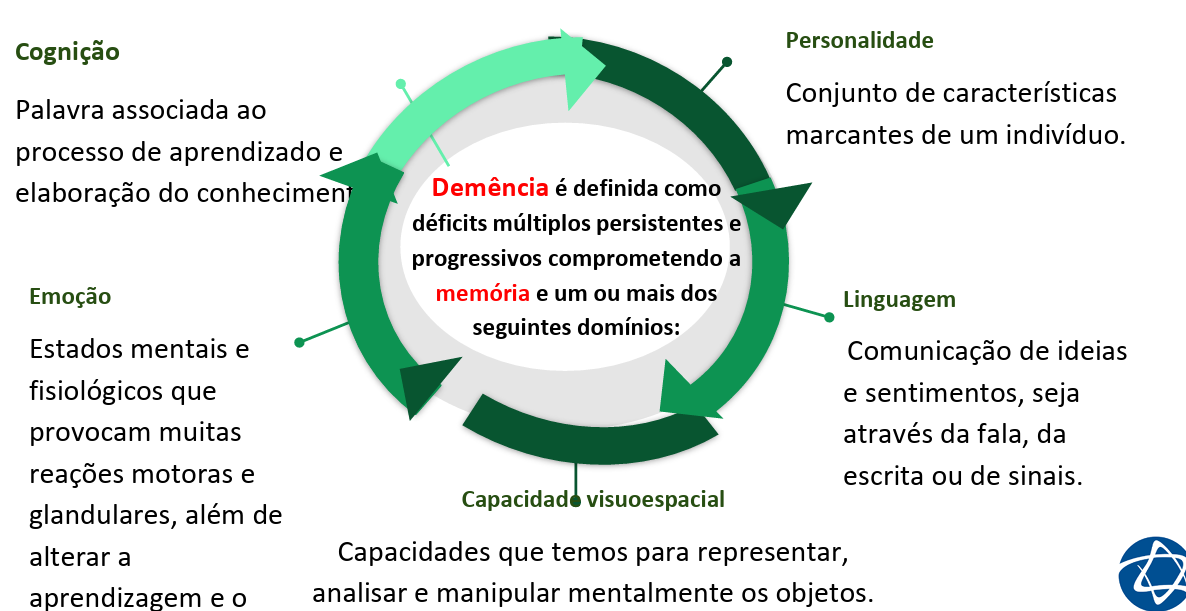 Cognição
Palavra associada ao
processo de aprendizado e
elaboração do conheciment
Personalidade
Conjunto de características
marcantes de um indivíduo.
Demência é definida como
déficits múltiplos persistentes e
progressivos comprometendo a
memória e um ou mais dos
seguintes domínios:
Emoção
Estados mentais e
fisiológicos que
provocam muitas
reações motoras e
glandulares, além de
alterar a
aprendizagem e o
Linguagem
Comunicação de ideias
e sentimentos, seja
através da fala, da
escrita ou de sinais.
Capacidade visuoespacial
Capacidades que temos para representar,
analisar e manipular mentalmente os objetos.